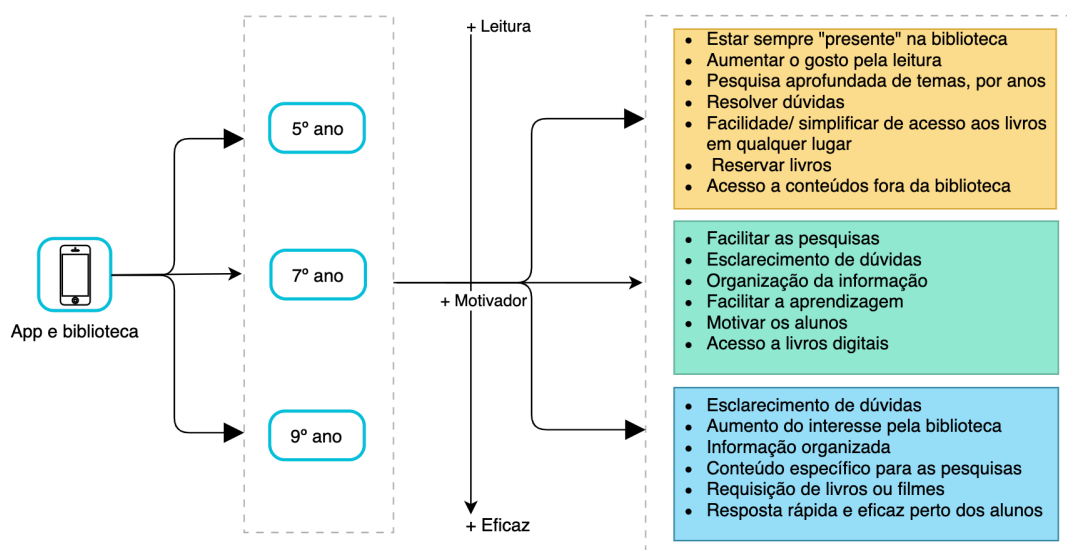 App e biblioteca
5º ano
7º ano
9º ano
+ Leitura
+ Motivador
+ Eficaz
• Estar sempre "presente" na biblioteca
• Aumentar o gosto pela leitura
• Pesquisa aprofundada de temas, por anos
• Resolver dúvidas
• Facilidade/ simplificar de acesso aos livros
em qualquer lugar
• Reservar livros
• Acesso a conteúdos fora da biblioteca
• Facilitar as pesquisas
• Esclarecimento de dúvidas
• Organização da informação
• Facilitar a aprendizagem
• Motivar os alunos
• Acesso a livros digitais
• Esclarecimento de dúvidas
• Aumento do interesse pela biblioteca
• Informação organizada
• Conteúdo específico para as pesquisas
• Requisição de livros ou filmes
• Resposta rápida e eficaz perto dos alunos